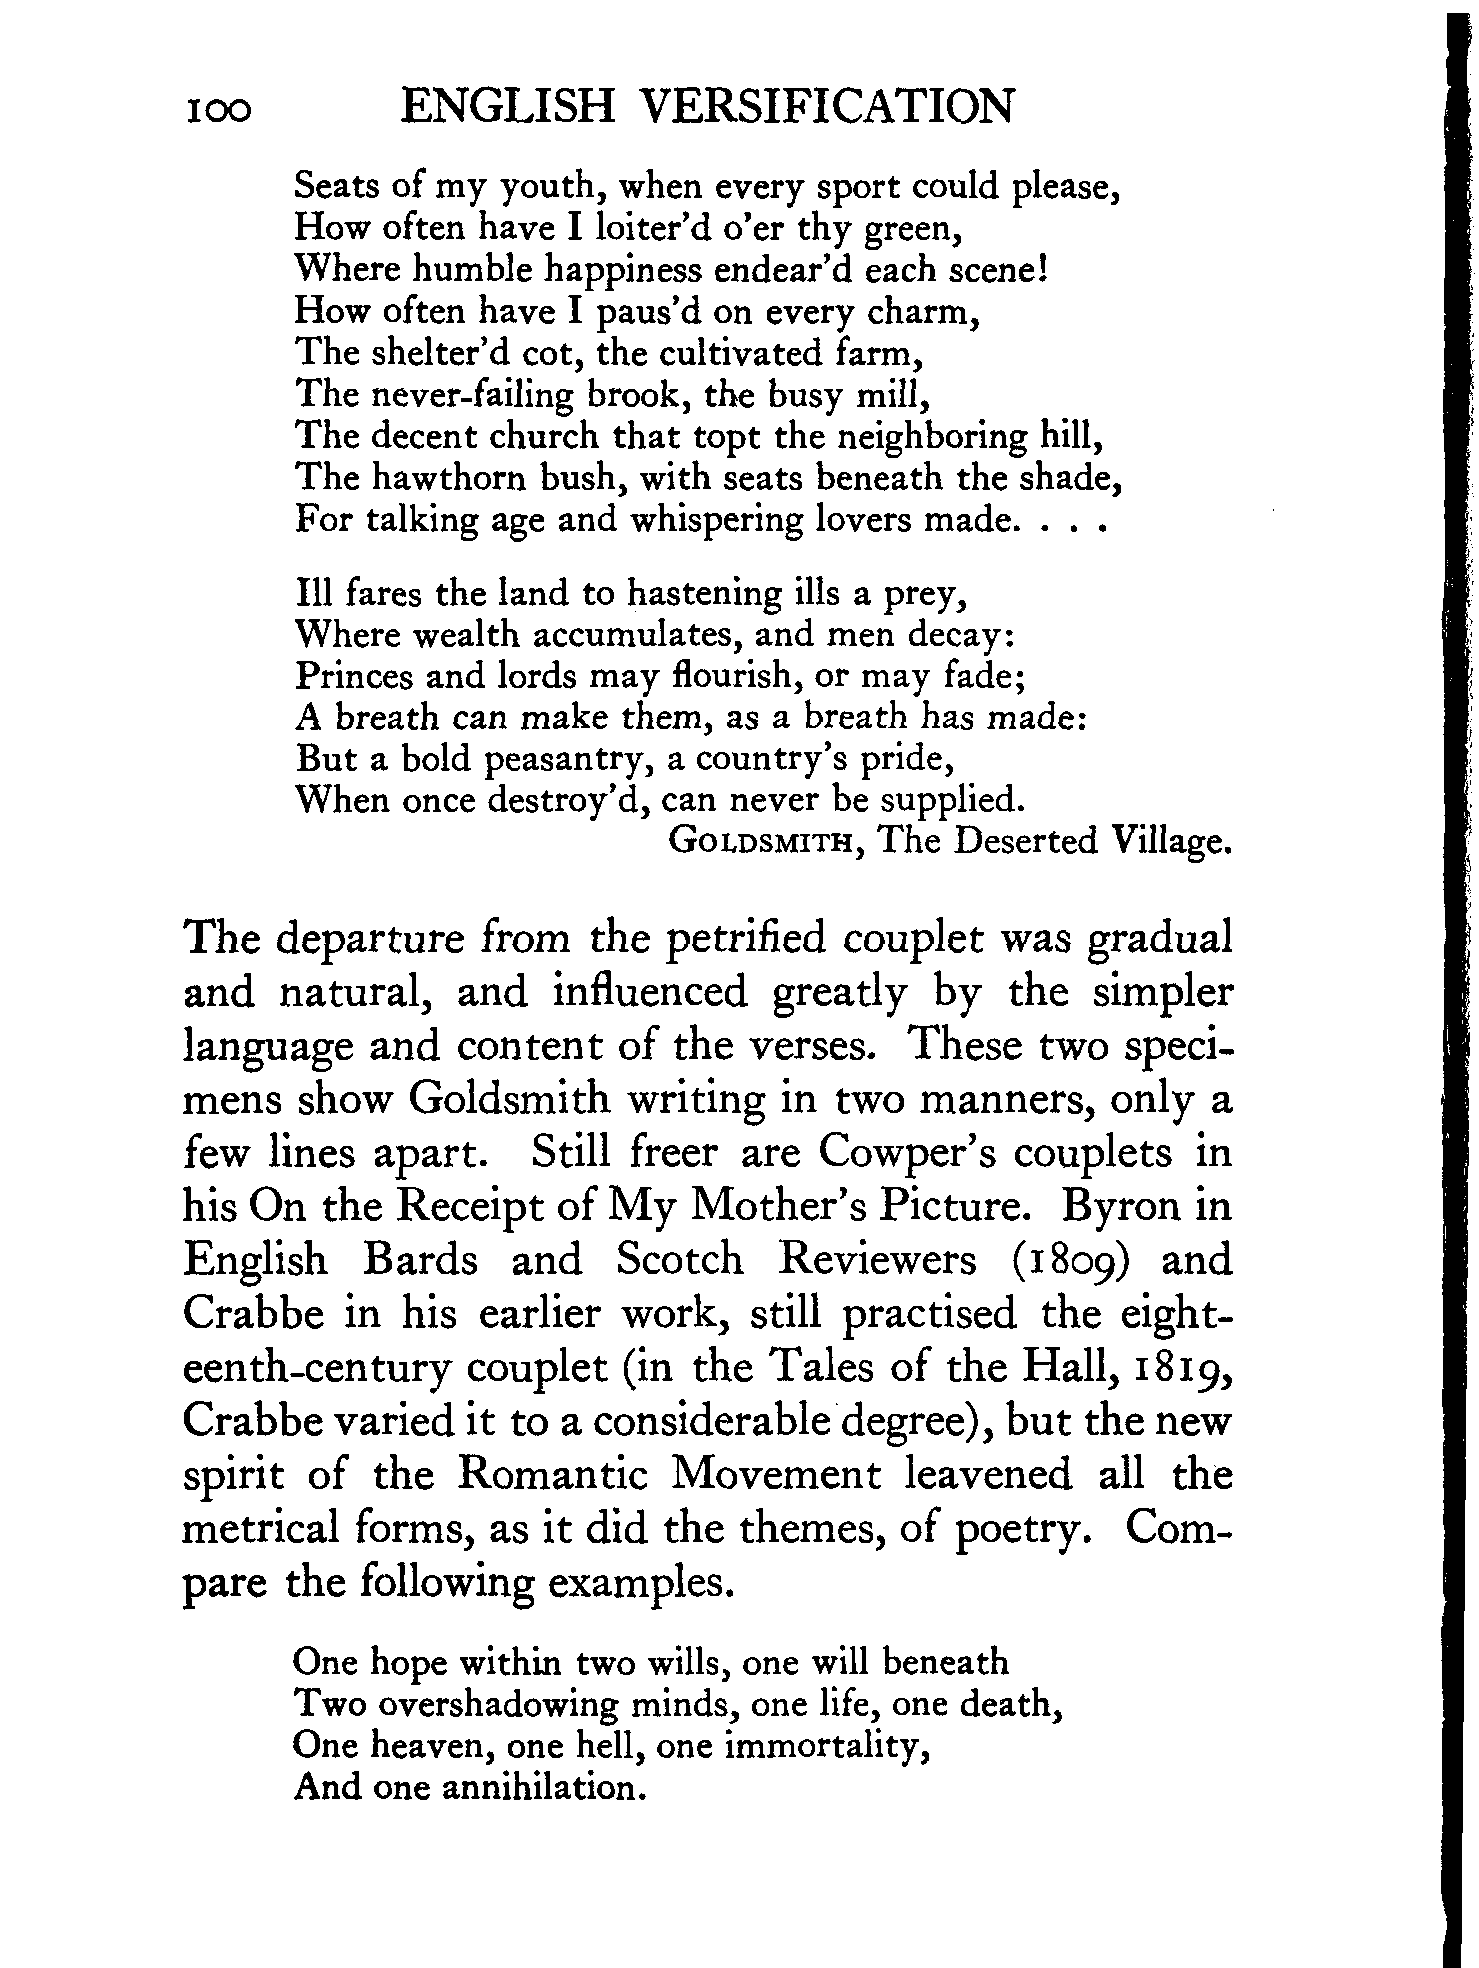 100 ENGLISH VERSIFICATION
Seats of my youth, when every sport could please,
How often have I loiter'd o'er thy green,
Where humble happiness endear'd each scene!
How often have I paus'd on every charm,
The shelter'd cot, the cultivated farm,
The never-failing brook, the busy mill,
The decent church that topt the neighboring hill,
The hawthorn bush, with seats beneath the shade,
For talking age and whispering lovers made. . . .
Ill fares the land to hastening ills a prey,
Where wealth accumulates, and men decay:
Princes and lords may flourish, or may fade;
A breath can make them, as a breath has made:
But a bold peasantry, a country's pride,
When once destroy'd, can never be supplied.
GOLDSMITH, The Deserted Village.
The departure from the petrified couplet was gradual
and natural, and influenced greatly by the simpler
language and content of the verses. These two speci-
mens show Goldsmith writing in two manners, only a
few lines apart. Still freer are Cowper's couplets in
his On the Receipt of My Mother's Picture. Byron in
English Bards and Scotch Reviewers (1809) and
Crabbe in his earlier work, still practised the eight-
eenth-century couplet (in the Tales of the Hall, 1819,
Crabbe varied it to a considerable degree), but the new
spirit of the Romantic Movement leavened all the
metrical forms, as it did the themes, of poetry. Com-
pare the following examples.
One hope within two wills, one will beneath
Two overshadowing minds, one life, one death,
One heaven, one hell, one immortality,
And one annihilation.